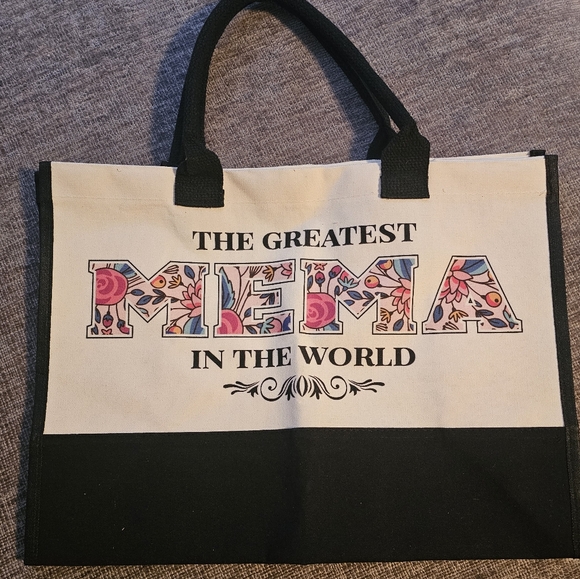 THE GREATEST
MEMA
IN THE WORLD